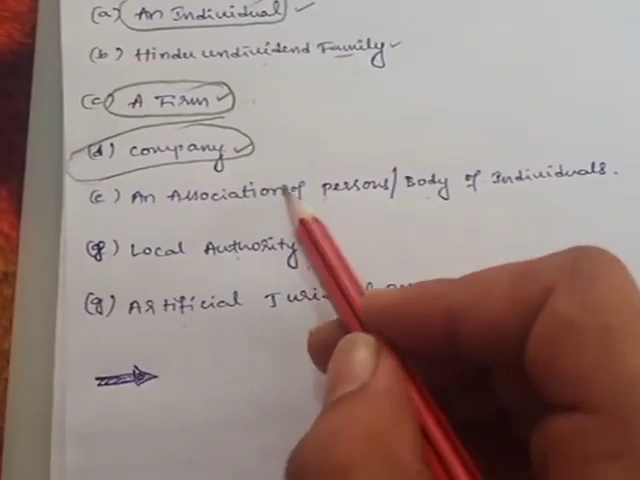 (a) An Individual
(b) Hindu undividend Family
(c) A Firm
(d) company
(e) An Association of persons/Body of Individuals.
(f) Local Authority
(g) Artificial